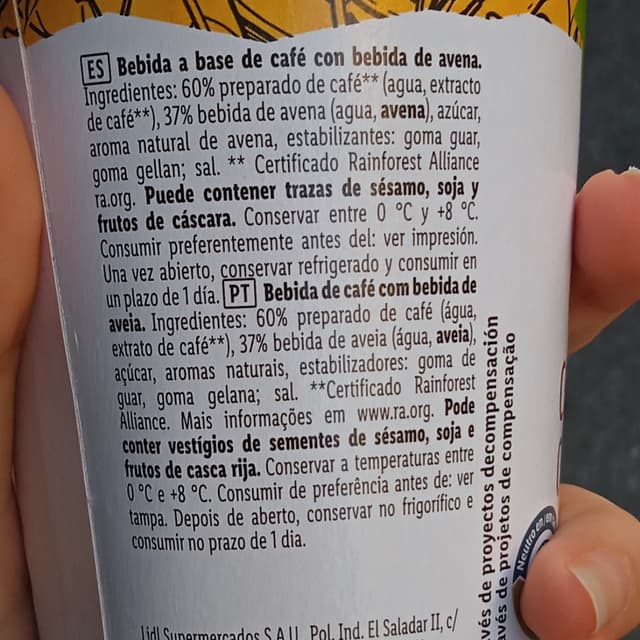 ES Bebida a base de café con bebida de avena.
Ingredientes: 60% preparado de café** (agua, extracto
de café**), 37% bebida de avena (agua, avena), azúcar,
aroma natural de avena, estabilizantes: goma guar,
goma gellan; sal. ** Certificado Rainforest Alliance
ra.org. Puede contener trazas de sésamo, soja y
frutos de cáscara. Conservar entre 0 °C y +8 °C.
Consumir preferentemente antes del: ver impresión.
Una vez abierto, conservar refrigerado y consumir en
un plazo de 1 día. PT Bebida de café com bebida de
aveia. Ingredientes: 60% preparado de café (água,
extrato de café**), 37% bebida de aveia (água, aveia),
açúcar, aromas naturais, estabilizadores: goma de
guar, goma gelana; sal. **Certificado Rainforest
Alliance. Mais informações em www.ra.org. Pode
conter vestígios de sementes de sésamo, soja e
frutos de casca rija. Conservar a temperaturas entre
0 °C e +8 °C. Consumir de preferência antes de: ver
tampa. Depois de aberto, conservar no frigorífico e
consumir no prazo de 1 dia.
Lidl Supermercados S.A.U., Pol. Ind. El Saladar II, c/
vés de proyectos decompensación
avés de projetos de compensação
Neutro en